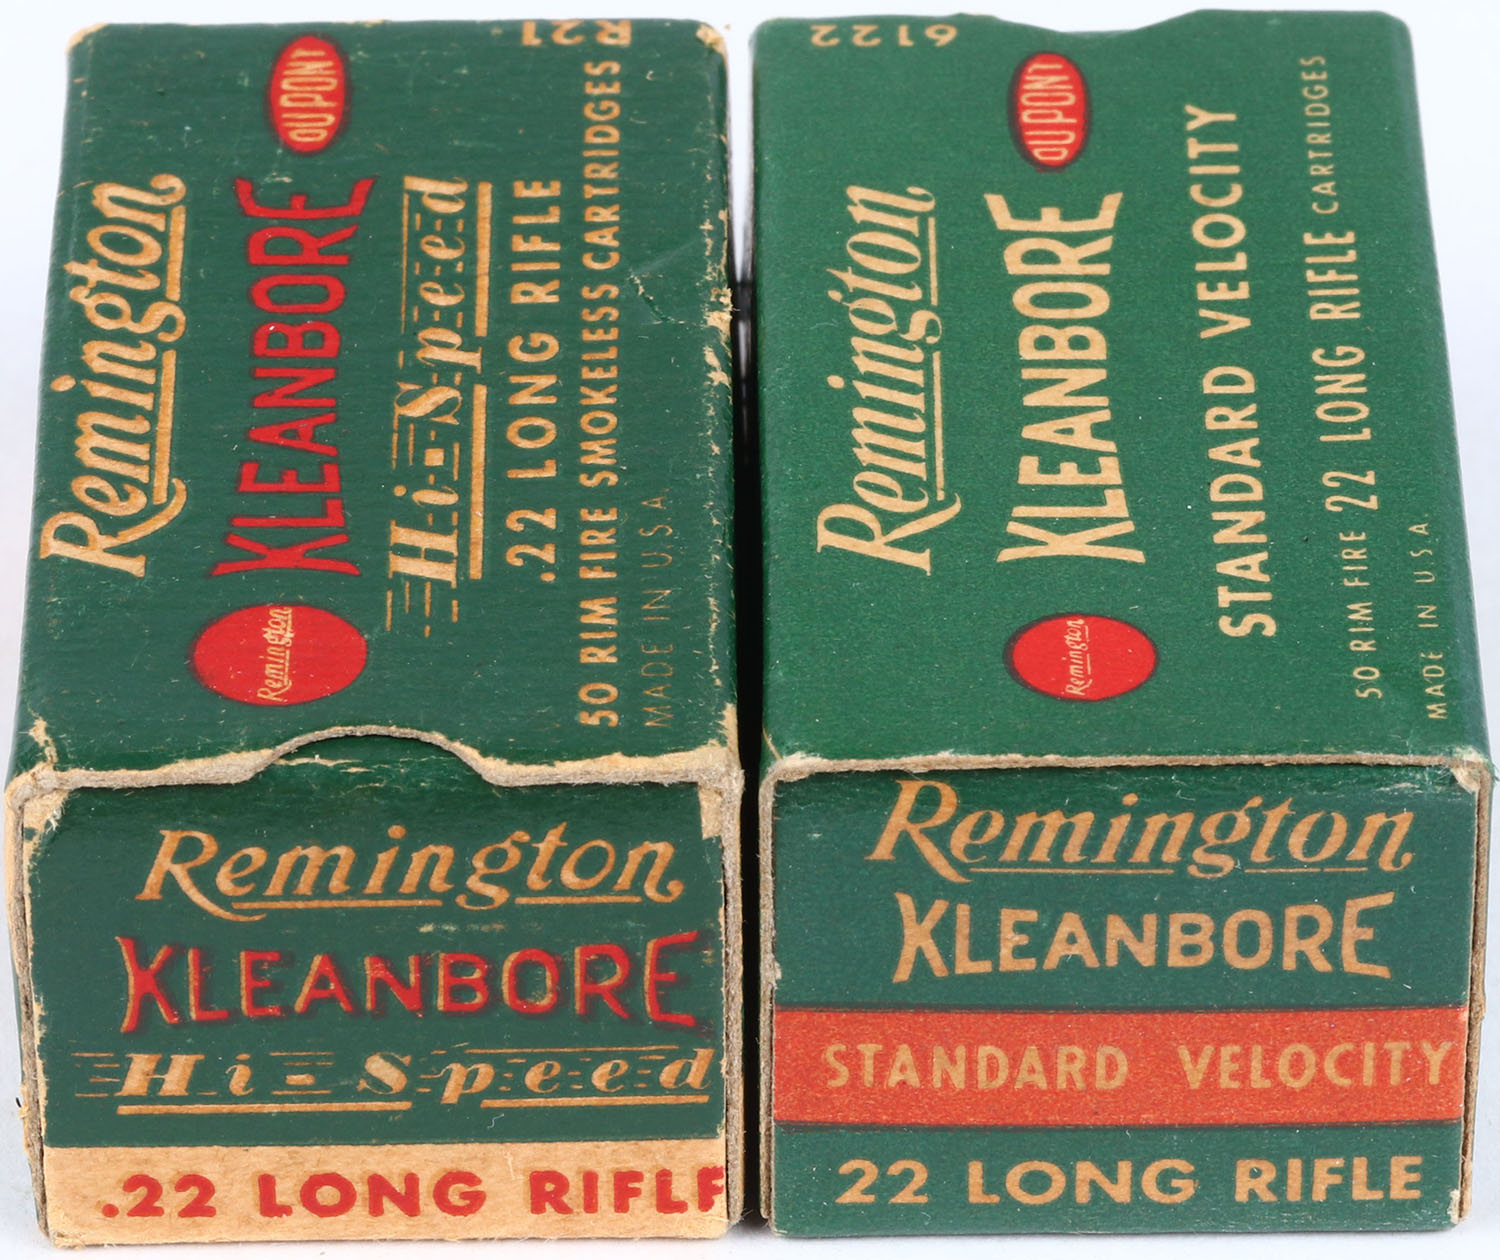 R 21
Remington
KLEANBORE
DUPONT
Remington
Hi-Speed
.22 LONG RIFLE
50 RIM FIRE SMOKELESS CARTRIDGES
MADE IN U.S.A.
Remington
KLEANBORE
Hi-Speed
.22 LONG RIFLE
6122
Remington
KLEANBORE
DUPONT
Remington
STANDARD VELOCITY
50 RIM FIRE 22 LONG RIFLE CARTRIDGES
MADE IN U.S.A.
Remington
KLEANBORE
STANDARD VELOCITY
22 LONG RIFLE